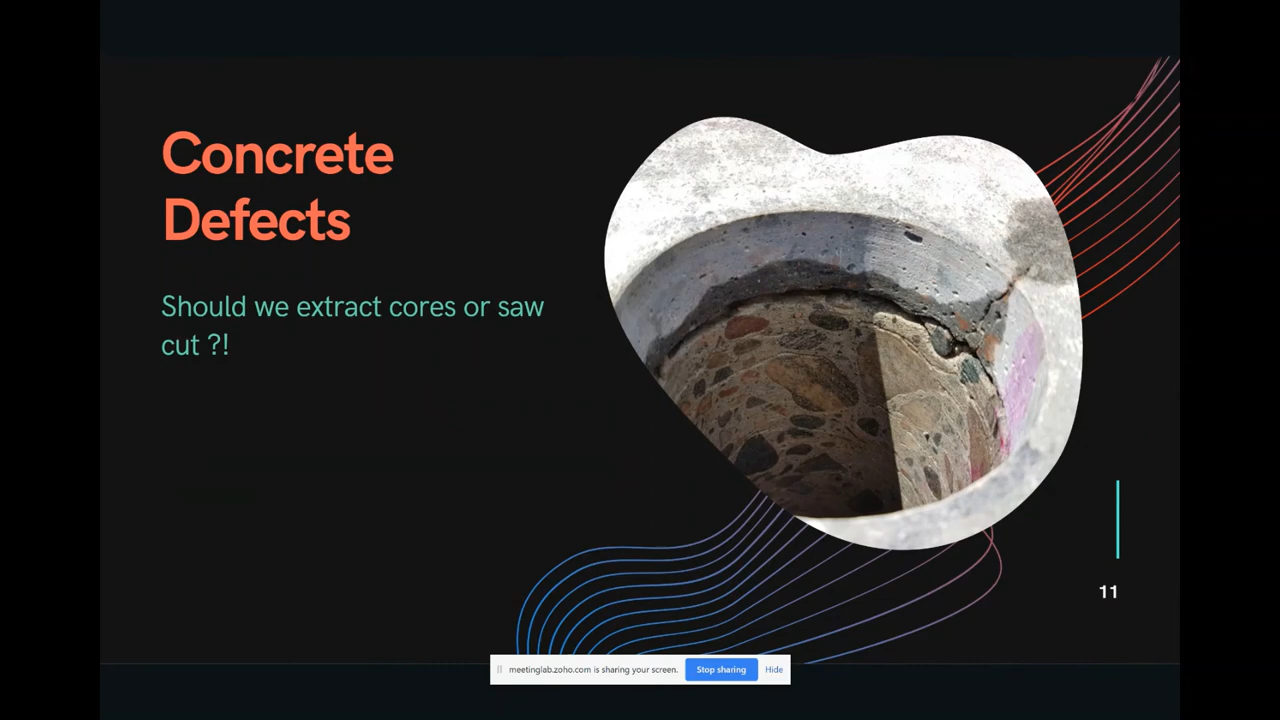 Concrete
Defects
Should we extract cores or saw
cut ?!
11
meetinglab.zoho.com is sharing your screen.
Stop sharing
Hide